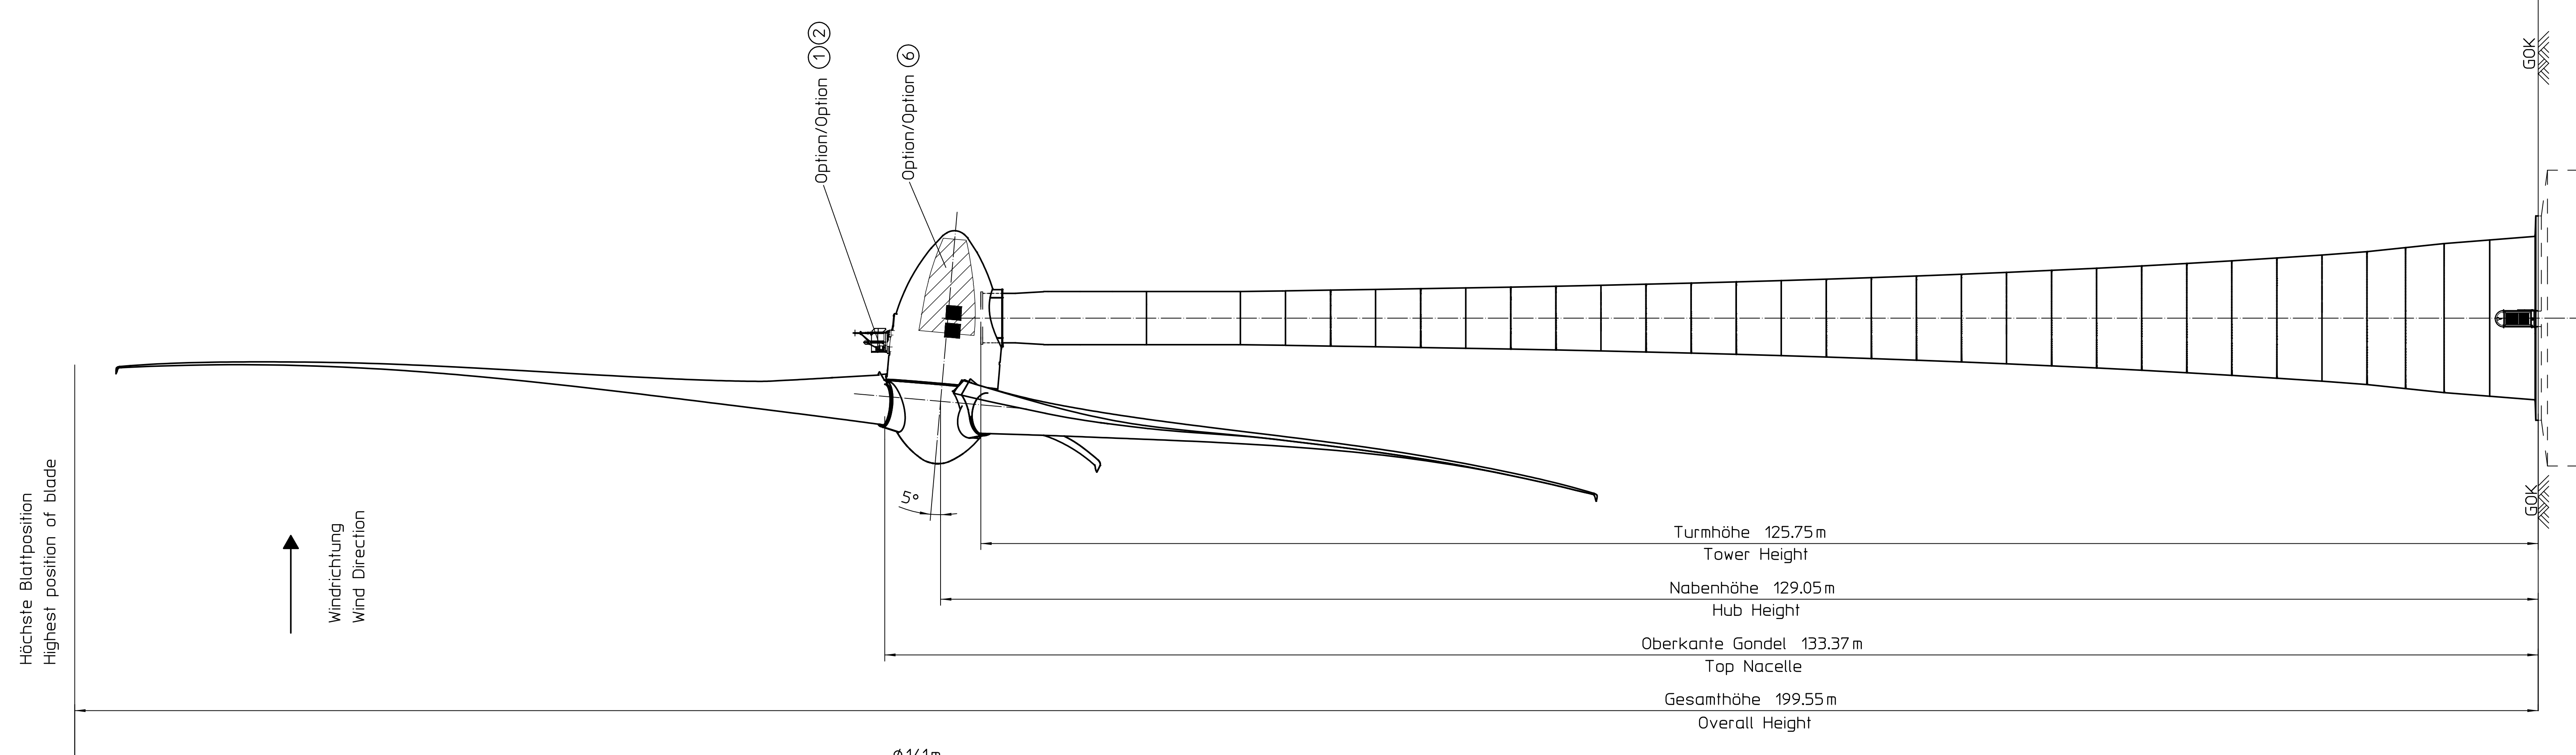 Option/Option ① ②
Option/Option ⑥
GOK
Höchste Blattposition
Highest position of blade
Windrichtung
Wind Direction
5°
GOK
Turmhöhe 125.75 m
Tower Height
Nabenhöhe 129.05 m
Hub Height
Oberkante Gondel 133.37 m
Top Nacelle
Gesamthöhe 199.55 m
Overall Height